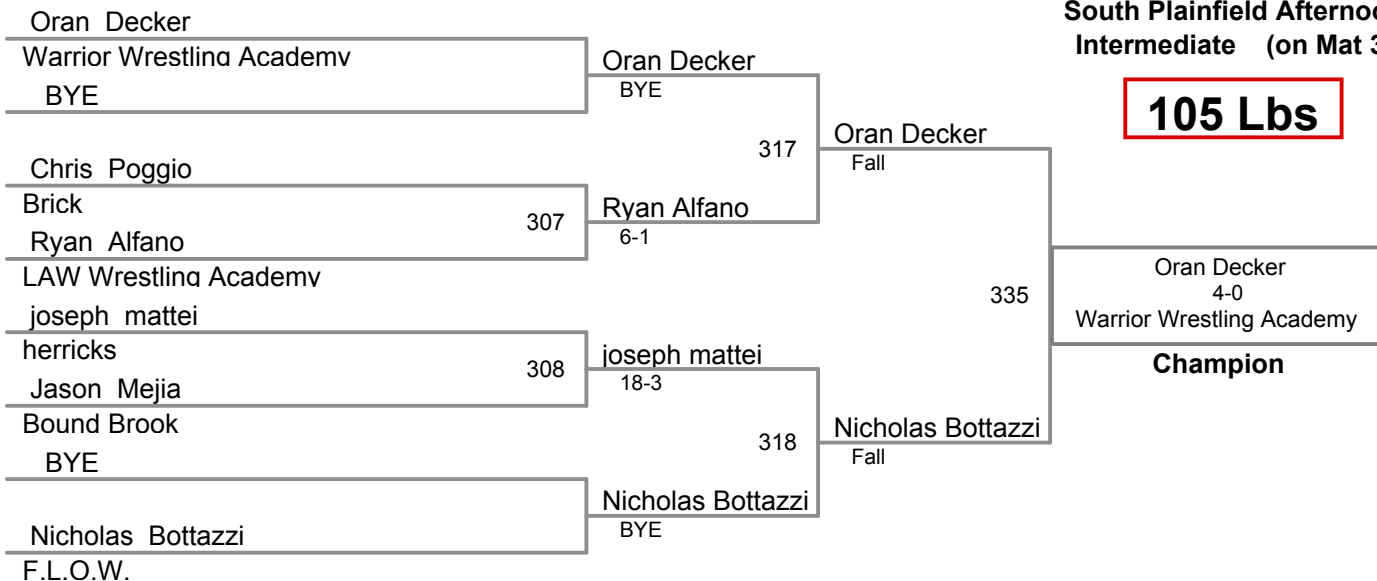 Oran Decker
Warrior Wrestling Academy
BYE
Chris Poggio
Brick
Ryan Alfano
LAW Wrestling Academy
joseph mattei
herricks
Jason Mejia
Bound Brook
BYE
Nicholas Bottazzi
F.L.O.W.
307
308
Oran Decker
BYE
Ryan Alfano
6-1
joseph mattei
18-3
Nicholas Bottazzi
BYE
317
318
Oran Decker
Fall
Nicholas Bottazzi
Fall
335
South Plainfield Afternoo
Intermediate (on Mat 3
105 Lbs
Oran Decker
4-0
Warrior Wrestling Academy
Champion